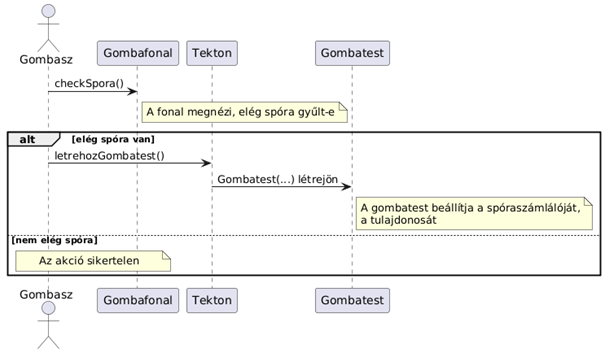 Gombasz
Gombafonal
Tekton
Gombatest
checkSpora()
A fonal megnézi, elég spóra gyűlt-e
alt
[elég spóra van]
letrehozGombatest()
Gombatest(...) létrejön
A gombatest beállítja a spóraszámlálóját,
a tulajdonosát
[nem elég spóra]
Az akció sikertelen
Gombasz
Gombafonal
Tekton
Gombatest